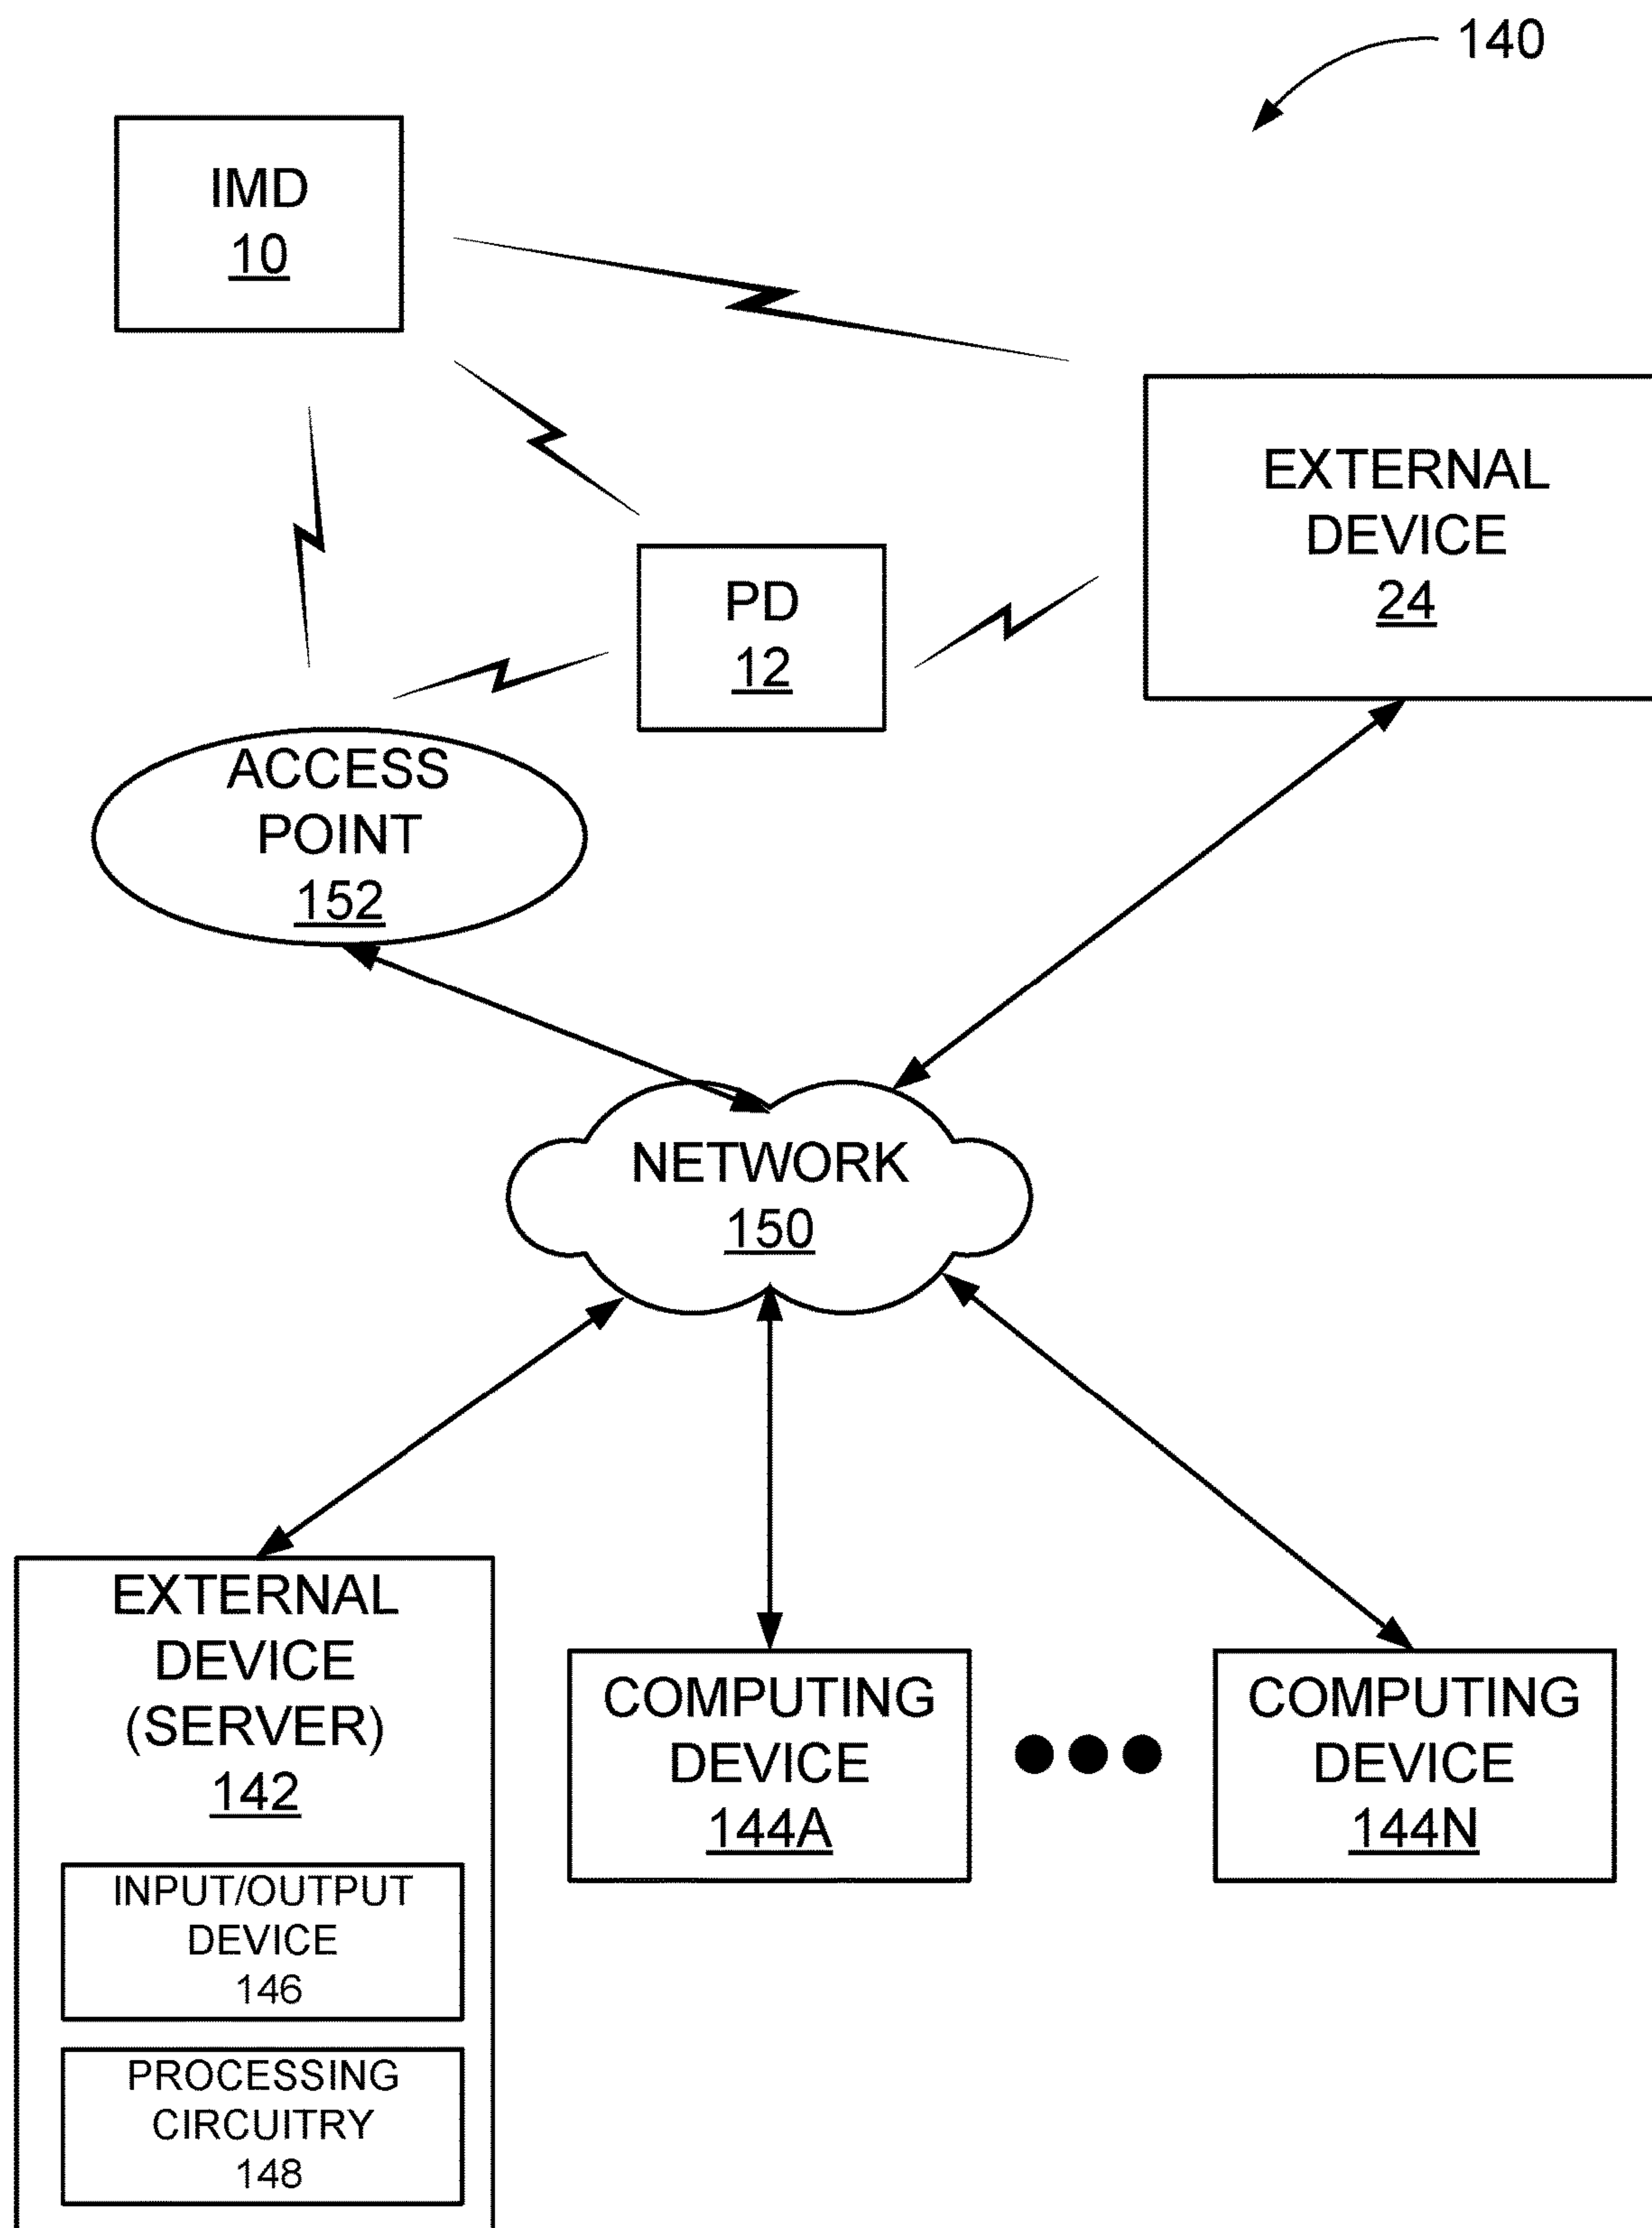 140
IMD
10
EXTERNAL
DEVICE
24
PD
12
ACCESS
POINT
152
NETWORK
150
EXTERNAL
DEVICE
(SERVER)
142
INPUT/OUTPUT
DEVICE
146
PROCESSING
CIRCUITRY
148
COMPUTING
DEVICE
144A
COMPUTING
DEVICE
144N